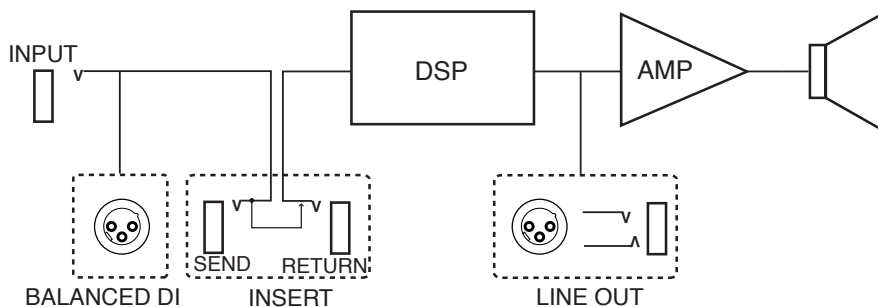 INPUT
DSP
AMP
SEND
RETURN
BALANCED DI
INSERT
LINE OUT